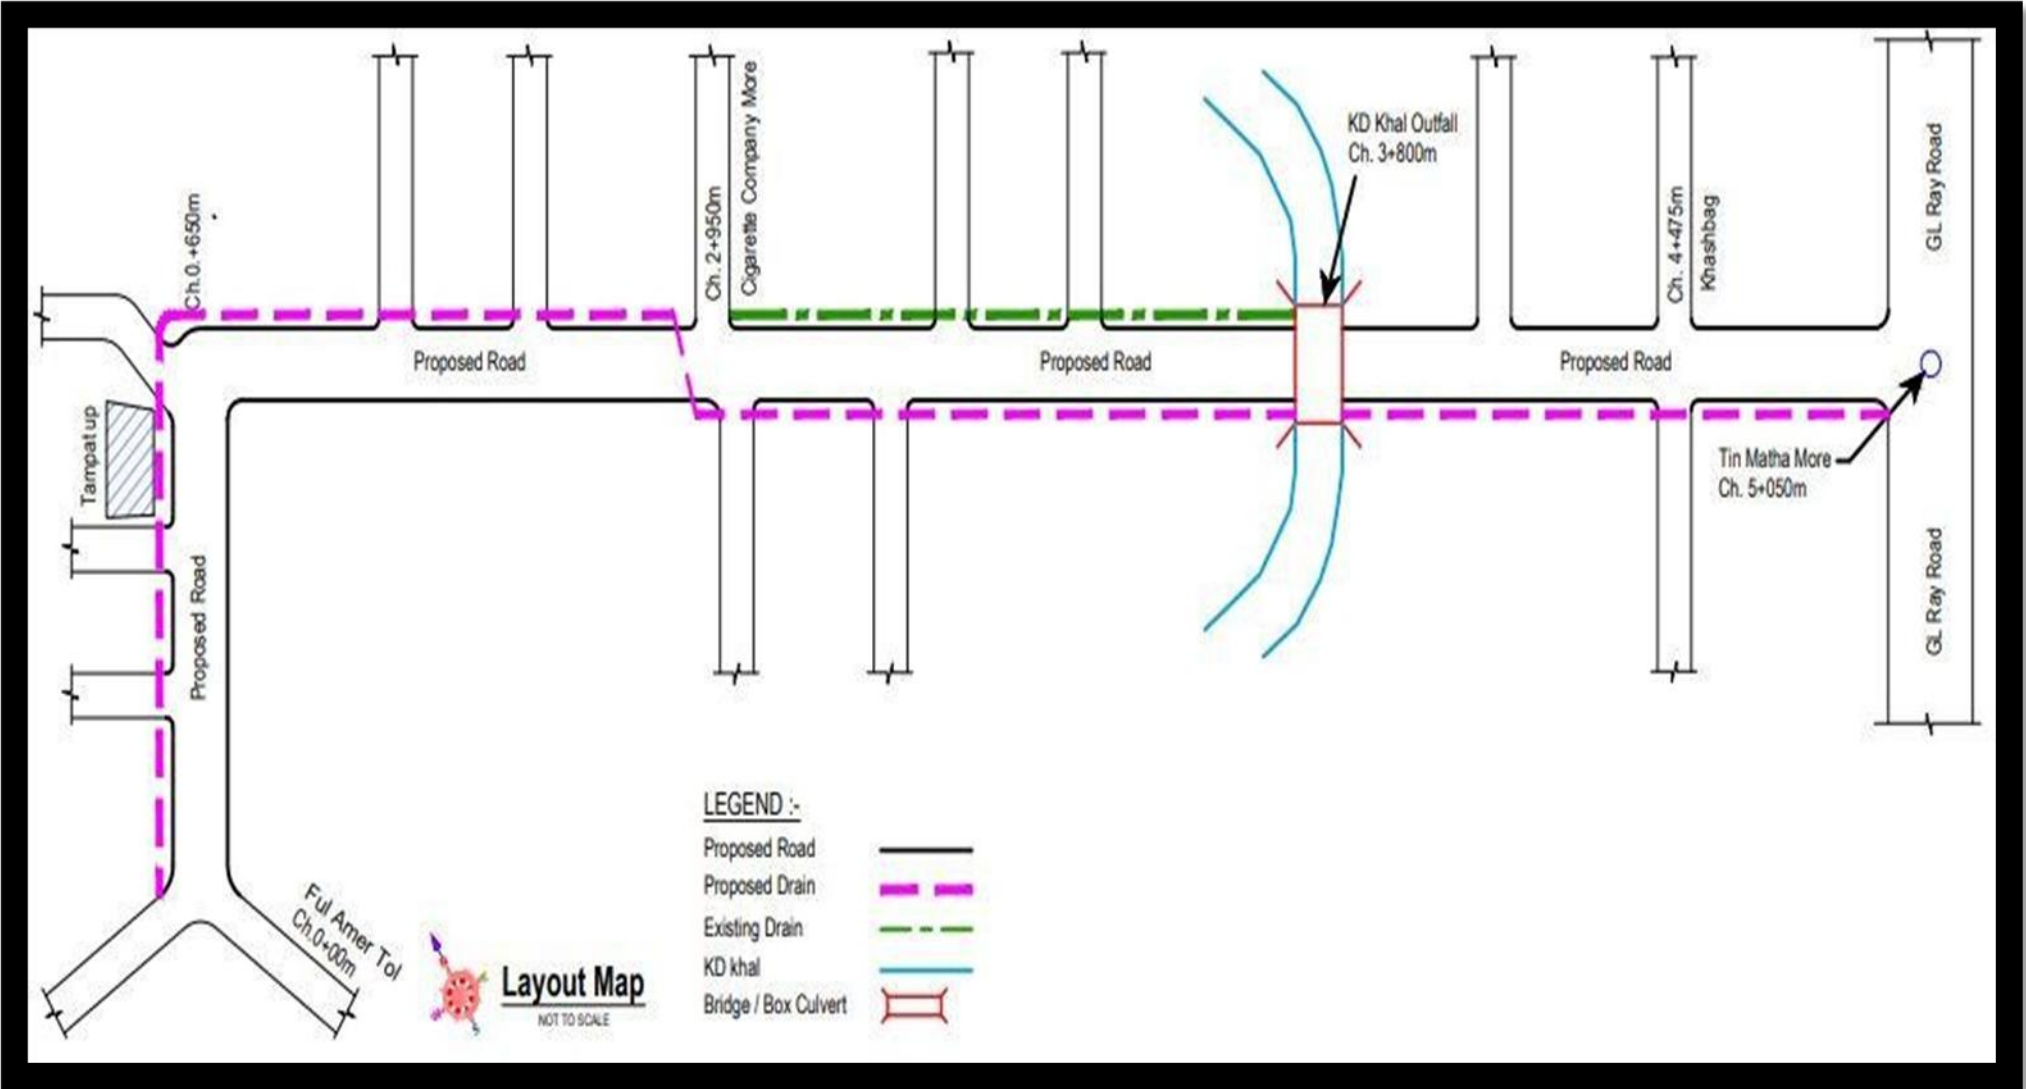 Ch.0.+650m
Ch. 2+950m
Cigarette Company More
KD Khal Outfall
Ch. 3+800m
Ch. 4+475m
Khashbag
GL Ray Road
Proposed Road
Proposed Road
Proposed Road
Tampat up
Tin Matha More
Ch. 5+050m
Proposed Road
GL Ray Road
Ful Amer Tol
Ch.0+00m
LEGEND :-
Proposed Road
Proposed Drain
Existing Drain
KD khal
Bridge / Box Culvert
Layout Map
NOT TO SCALE